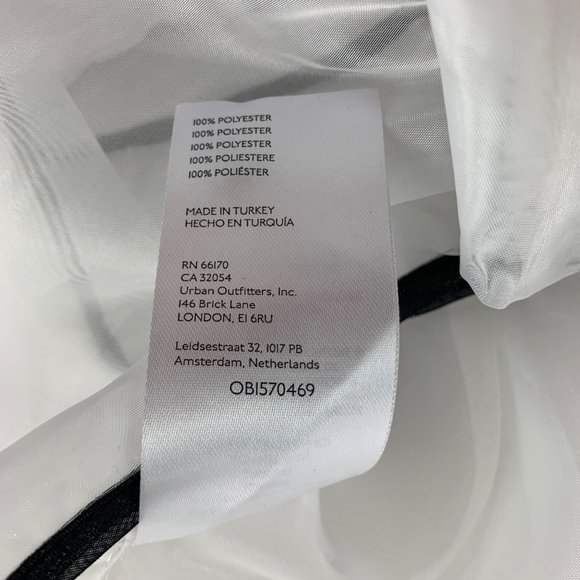 100% POLYESTER
100% POLYESTER
100% POLYESTER
100% POLIESTERE
100% POLIÉSTER
MADE IN TURKEY
HECHO EN TURQUÍA
RN 66170
CA 32054
Urban Outfitters, Inc.
146 Brick Lane
LONDON, E1 6RU
Leidsestraat 32, 1017 PB
Amsterdam, Netherlands
OB1570469